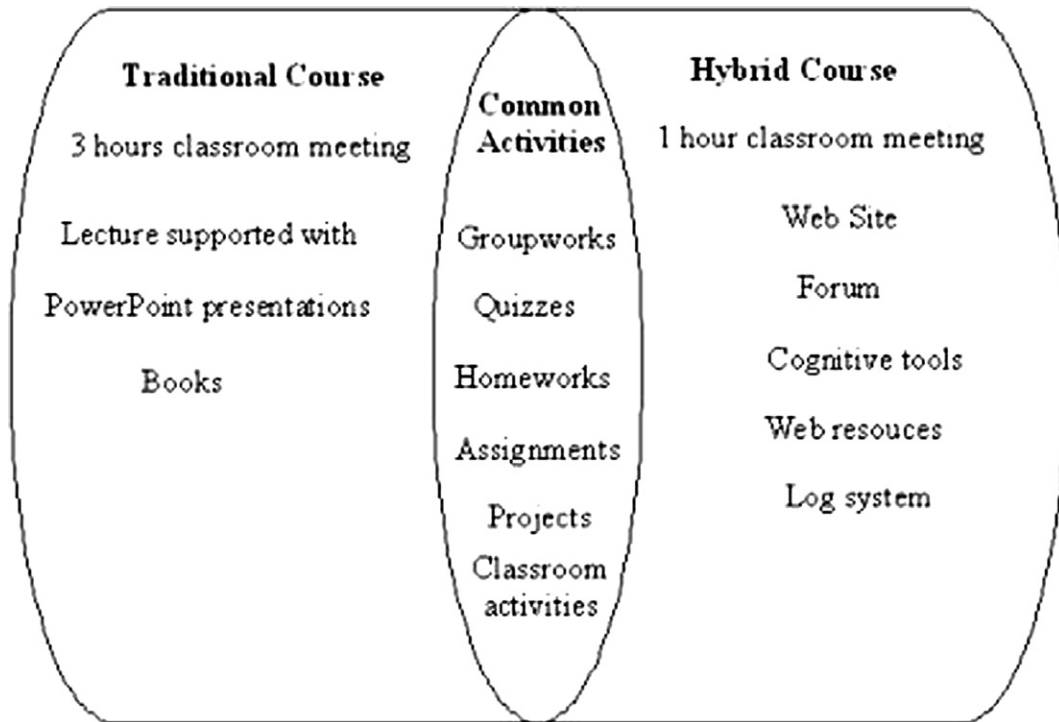 Traditional Course
3 hours classroom meeting
Lecture supported with
PowerPoint presentations
Books
Common
Activities
Groupworks
Quizzes
Homeworks
Assignments
Projects
Classroom
activities
Hybrid Course
1 hour classroom meeting
Web Site
Forum
Cognitive tools
Web resouces
Log system